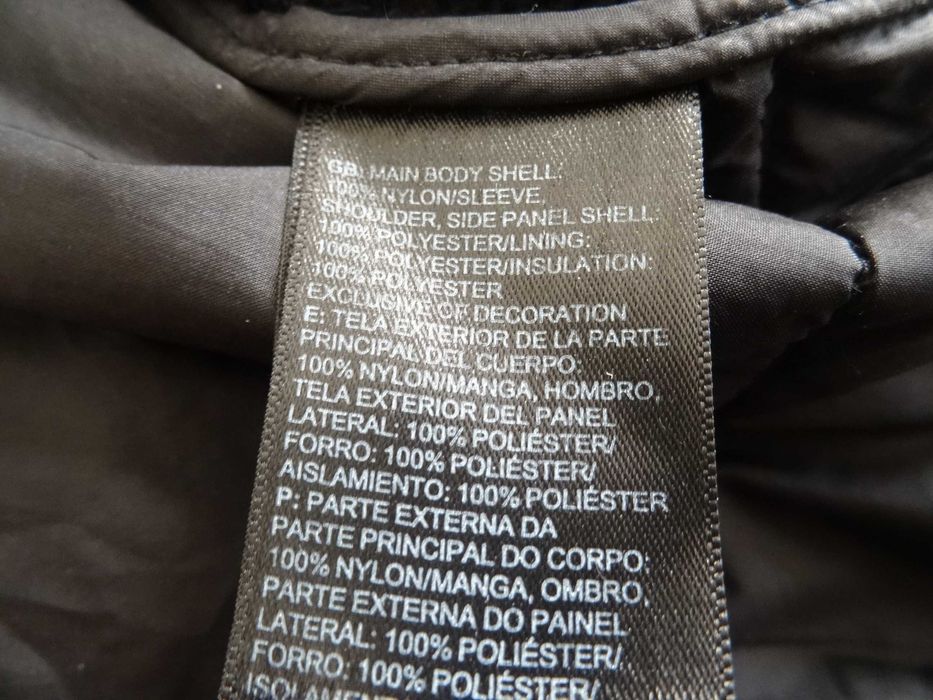 GB: MAIN BODY SHELL:
100% NYLON/SLEEVE,
SHOULDER, SIDE PANEL SHELL:
100% POLYESTER/LINING:
100% POLYESTER/INSULATION:
100% POLYESTER
EXCLUSIVE OF DECORATION
E: TELA EXTERIOR DE LA PARTE
PRINCIPAL DEL CUERPO:
100% NYLON/MANGA, HOMBRO,
TELA EXTERIOR DEL PANEL
LATERAL: 100% POLIÉSTER/
FORRO: 100% POLIÉSTER/
AISLAMIENTO: 100% POLIÉSTER
P: PARTE EXTERNA DA
PARTE PRINCIPAL DO CORPO:
100% NYLON/MANGA, OMBRO,
PARTE EXTERNA DO PAINEL
LATERAL: 100% POLIÉSTER/
FORRO: 100% POLIÉSTER/